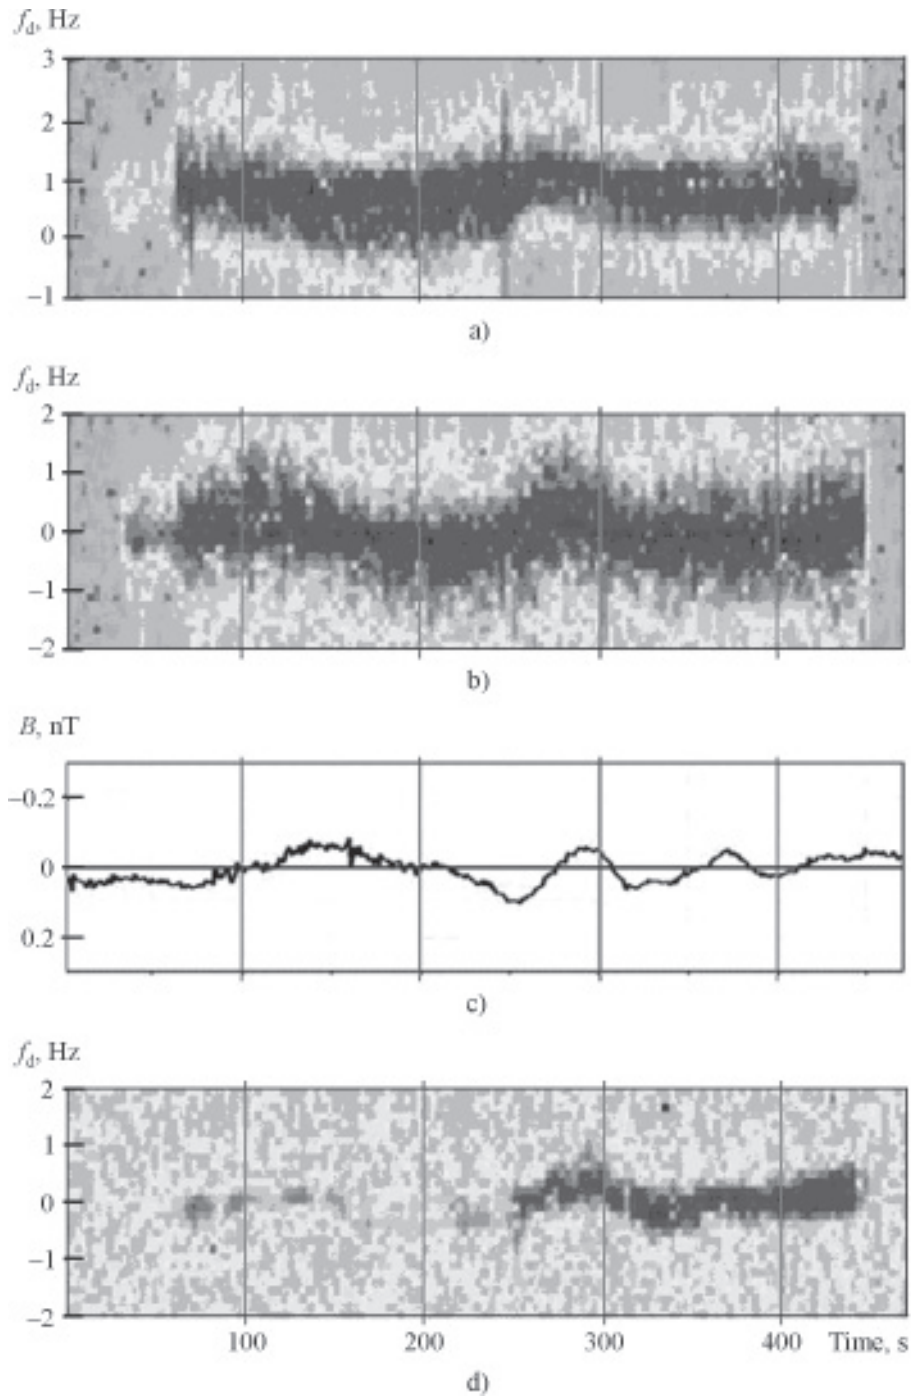 f_d, Hz
3
2
1
0
–1
a)
f_d, Hz
2
1
0
–1
–2
b)
B, nT
–0.2
0
0.2
c)
f_d, Hz
2
1
0
–1
–2
100 200 300 400 Time, s
d)